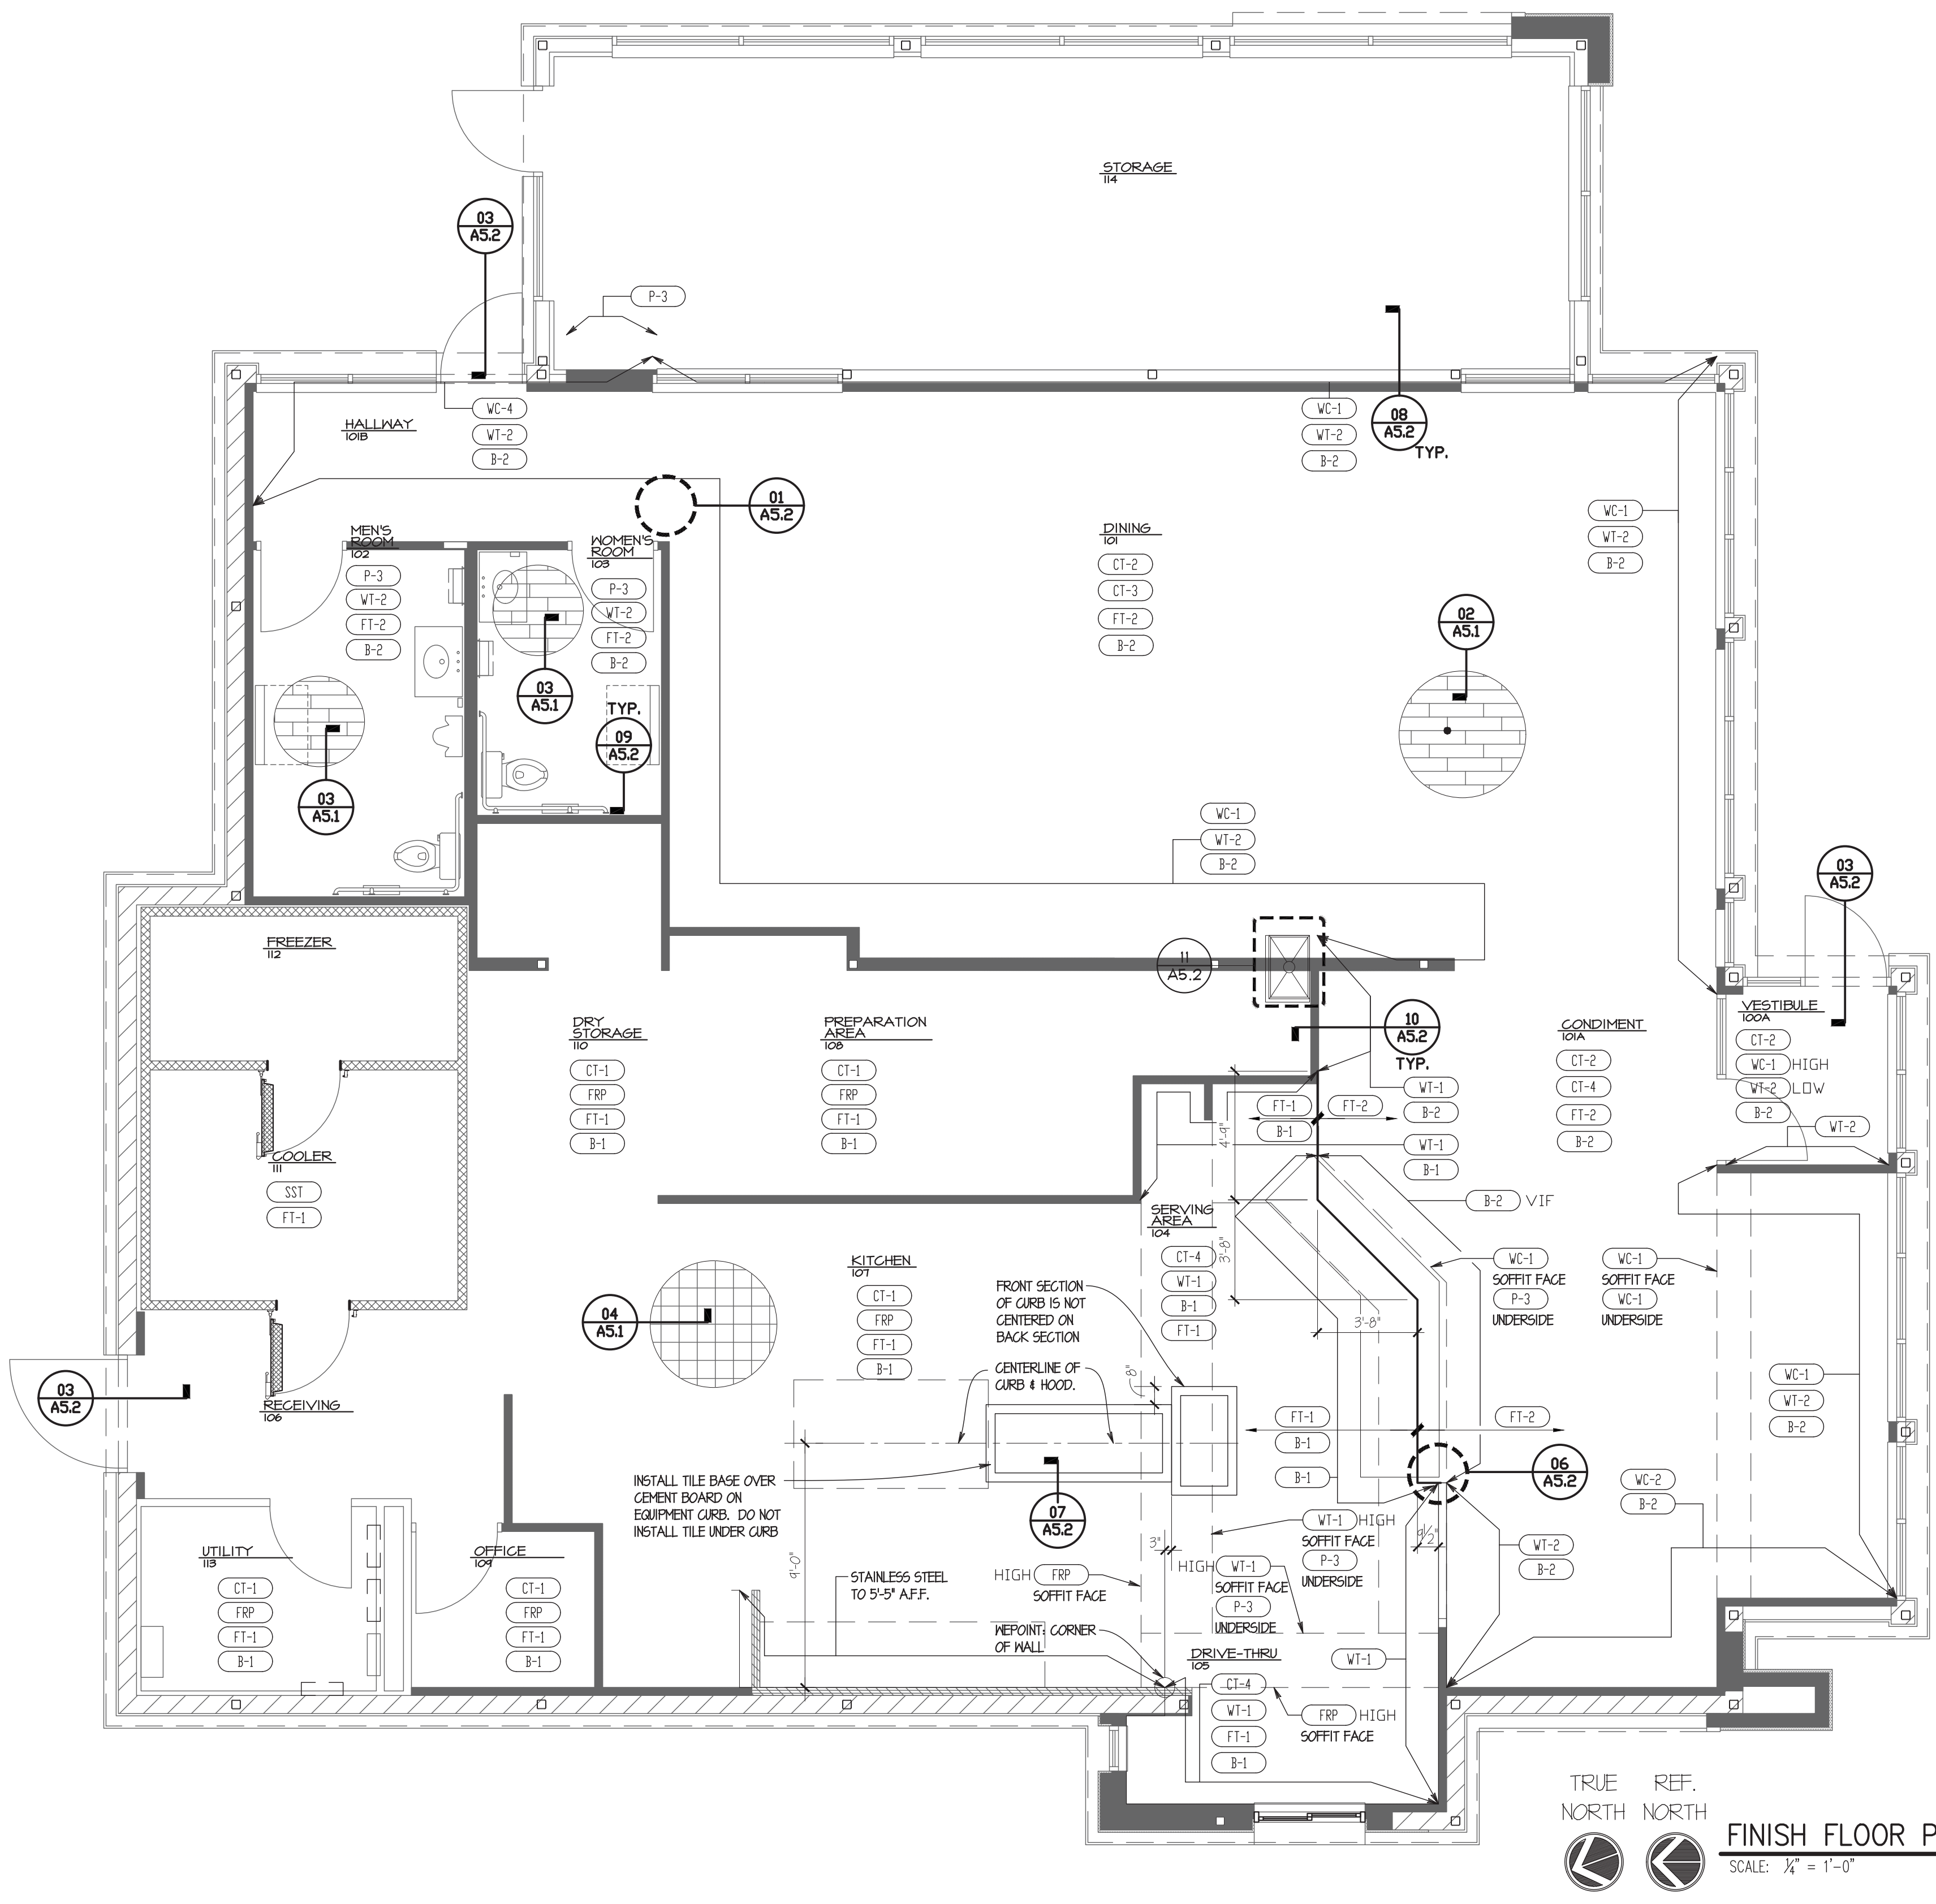 STORAGE
114
03
A5.2
P-3
HALLWAY
101B
WC-4
WT-2
B-2
WC-1
WT-2
B-2
08
A5.2
TYP.
01
A5.2
WC-1
WT-2
B-2
MEN'S
ROOM
102
P-3
WT-2
FT-2
B-2
WOMEN'S
ROOM
103
P-3
WT-2
FT-2
B-2
DINING
101
CT-2
CT-3
FT-2
B-2
02
A5.1
03
A5.1
TYP.
09
A5.2
03
A5.1
WC-1
WT-2
B-2
03
A5.2
FREEZER
112
11
A5.2
10
A5.2
TYP.
DRY
STORAGE
110
CT-1
FRP
FT-1
B-1
PREPARATION
AREA
108
CT-1
FRP
FT-1
B-1
CONDIMENT
101A
CT-2
CT-4
FT-2
B-2
VESTIBULE
100A
CT-2
WC-1 HIGH
WT-2 LOW
B-2
WT-2
FT-1
B-1
FT-2
4'-9"
WT-1
B-2
WT-1
B-1
B-2 VIF
COOLER
111
SST
FT-1
SERVING
AREA
104
CT-4
WT-1
B-1
FT-1
3'-8"
3'-8"
WC-1
SOFFIT FACE
P-3
UNDERSIDE
WC-1
SOFFIT FACE
WC-1
UNDERSIDE
KITCHEN
107
CT-1
FRP
FT-1
B-1
04
A5.1
FRONT SECTION
OF CURB IS NOT
CENTERED ON
BACK SECTION
CENTERLINE OF
CURB & HOOD.
8"
03
A5.2
RECEIVING
106
WC-1
WT-2
B-2
FT-1
B-1
FT-2
B-1
06
A5.2
INSTALL TILE BASE OVER
CEMENT BOARD ON
EQUIPMENT CURB. DO NOT
INSTALL TILE UNDER CURB
07
A5.2
WC-2
B-2
WT-1 HIGH
SOFFIT FACE
P-3
UNDERSIDE
9 1/2"
WT-2
B-2
3"
9'-0"
UTILITY
113
CT-1
FRP
FT-1
B-1
OFFICE
109
CT-1
FRP
FT-1
B-1
STAINLESS STEEL
TO 5'-5" A.F.F.
HIGH FRP
SOFFIT FACE
HIGH WT-1
SOFFIT FACE
P-3
UNDERSIDE
WEPOINT: CORNER
OF WALL
DRIVE-THRU
105
CT-4
WT-1
FT-1
B-1
WT-1
FRP HIGH
SOFFIT FACE
TRUE
NORTH
REF.
NORTH
FINISH FLOOR P
SCALE: 1/4" = 1'-0"